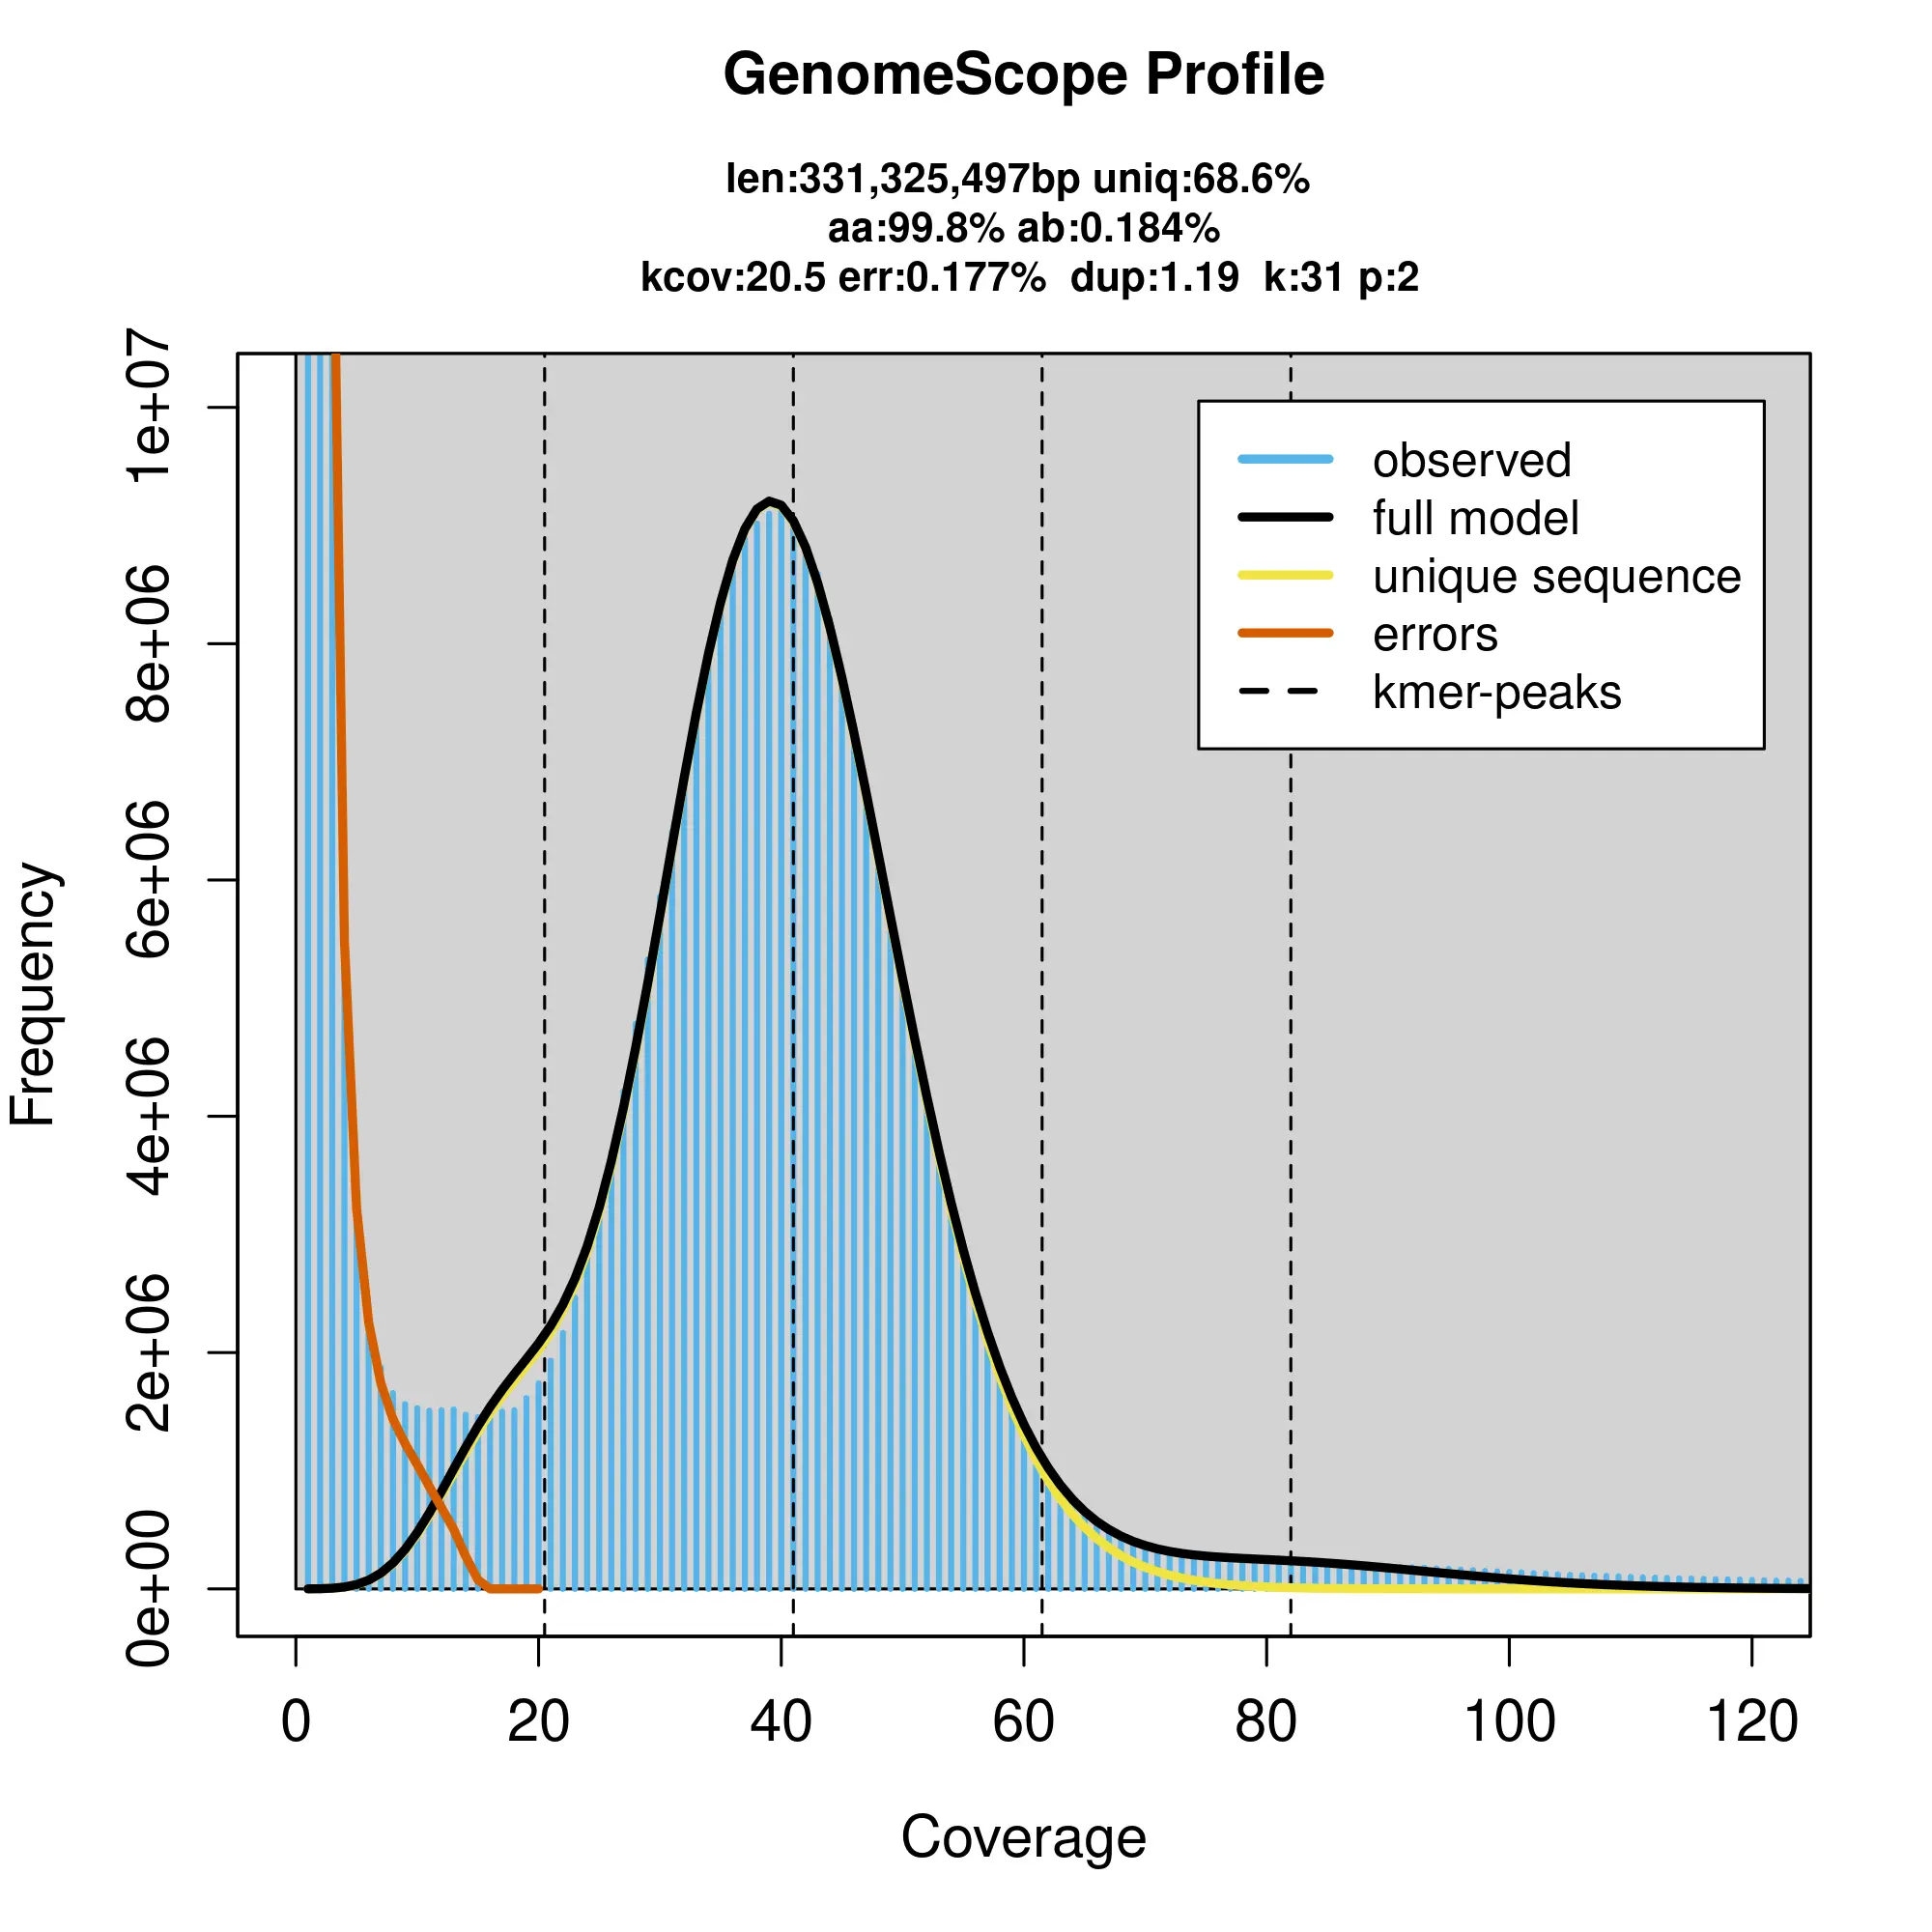 GenomeScope Profile
len:331,325,497bp uniq:68.6%
aa:99.8% ab:0.184%
kcov:20.5 err:0.177%  dup:1.19  k:31 p:2
observed
full model
unique sequence
errors
kmer-peaks
Frequency
1e+07
8e+06
6e+06
4e+06
2e+06
0e+00
0 20 40 60 80 100 120
Coverage